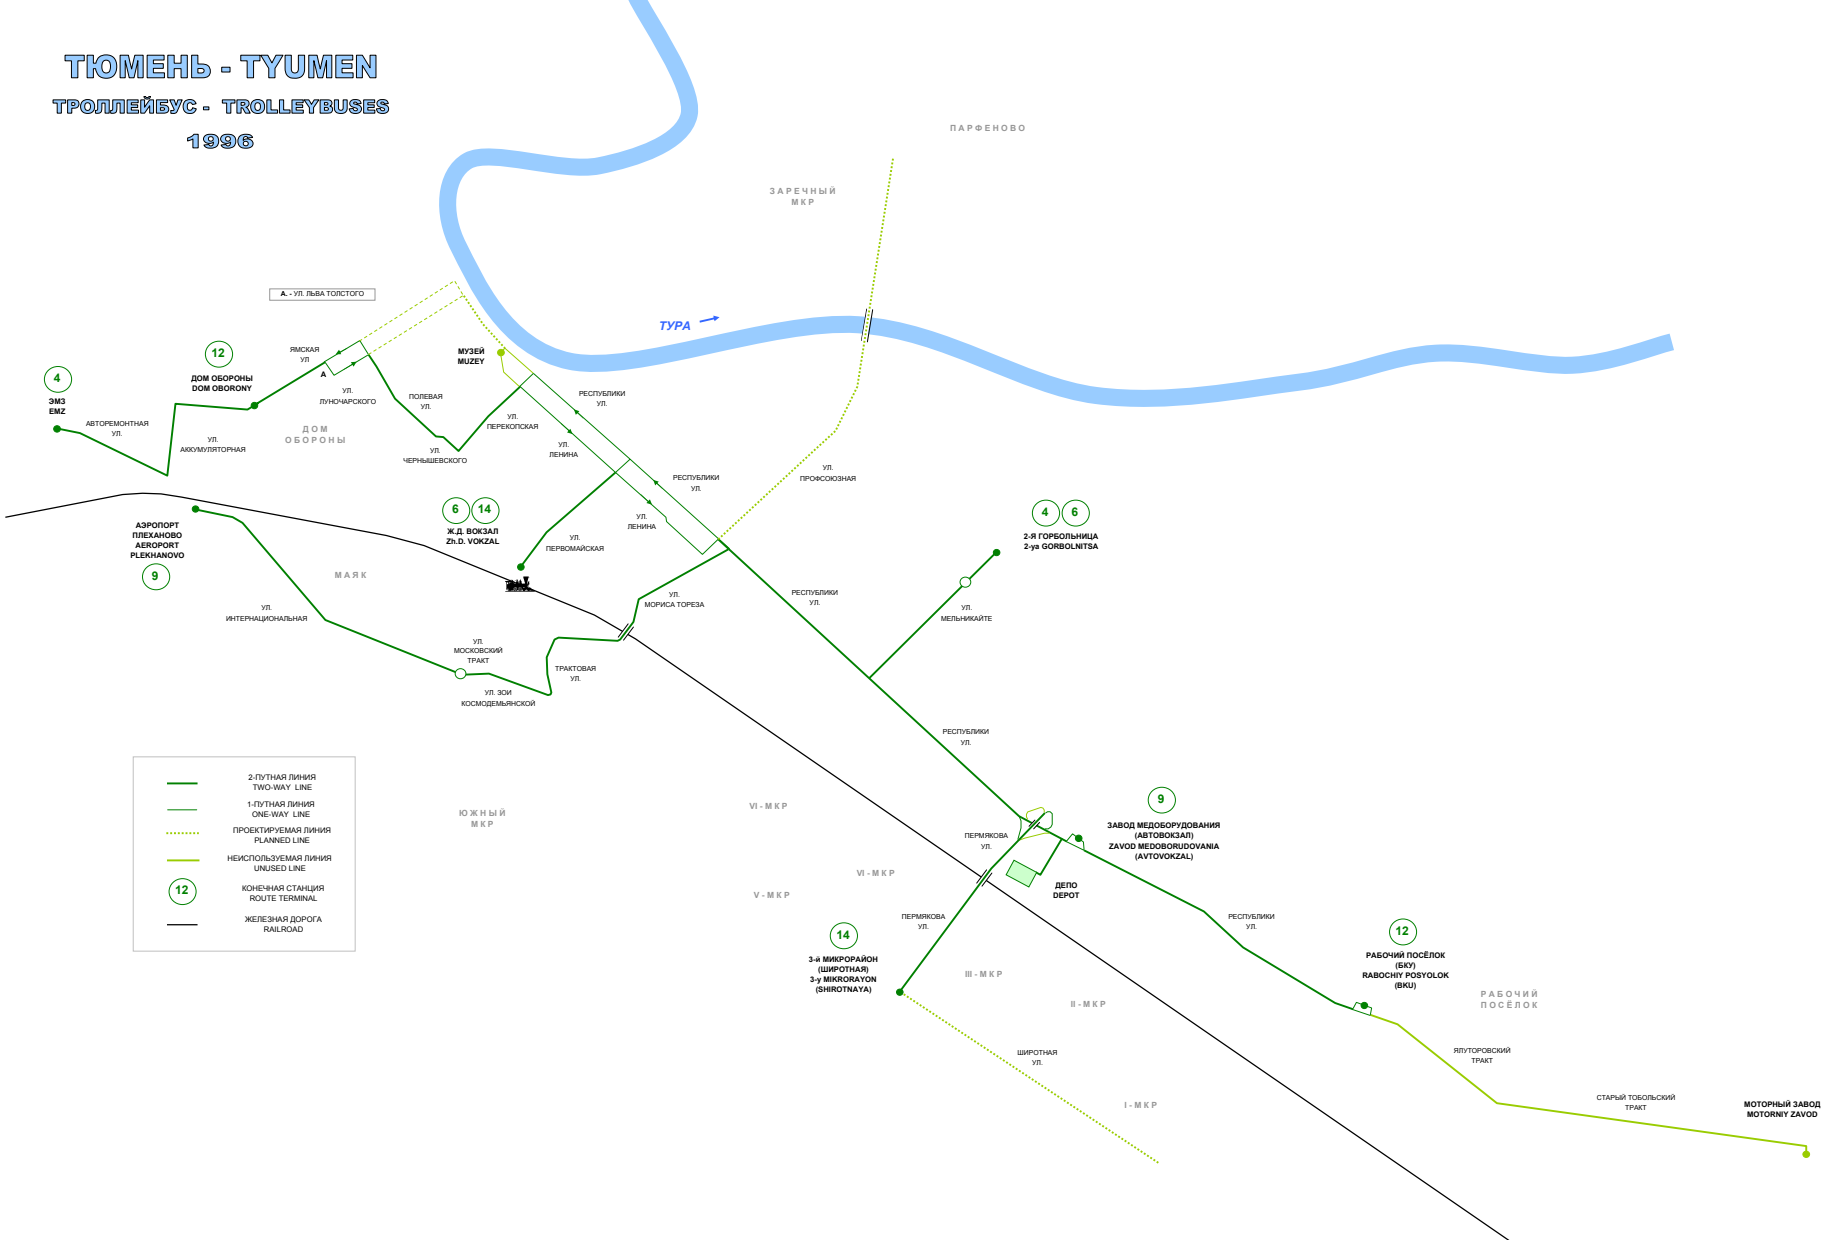 ТЮМЕНЬ - TYUMEN
ТРОЛЛЕЙБУС - TROLLEYBUSES
1996
ПАРФЕНОВО
ЗАРЕЧНЫЙ
МКР
А. - УЛ. ЛЬВА ТОЛСТОГО
ТУРА
12
ДОМ ОБОРОНЫ
DOM OBORONY
ЯМСКАЯ
УЛ
А
МУЗЕЙ
MUZEY
4
ЭМЗ
EMZ
АВТОРЕМОНТНАЯ
УЛ.
УЛ.
АККУМУЛЯТОРНАЯ
ДОМ
ОБОРОНЫ
УЛ.
ЛУНОЧАРСКОГО
ПОЛЕВАЯ
УЛ.
УЛ.
ПЕРЕКОПСКАЯ
УЛ.
ЧЕРНЫШЕВСКОГО
РЕСПУБЛИКИ
УЛ.
УЛ.
ЛЕНИНА
РЕСПУБЛИКИ
УЛ.
УЛ.
ЛЕНИНА
УЛ.
ПРОФСОЮЗНАЯ
6
14
Ж.Д. ВОКЗАЛ
Zh.D. VOKZAL
УЛ.
ПЕРВОМАЙСКАЯ
4
6
2-Я ГОРБОЛЬНИЦА
2-ya GORBOLNITSA
АЭРОПОРТ
ПЛЕХАНОВО
AEROPORT
PLEKHANOVO
9
МАЯК
УЛ.
ИНТЕРНАЦИОНАЛЬНАЯ
УЛ.
МОРИСА ТОРЕЗА
РЕСПУБЛИКИ
УЛ.
УЛ.
МЕЛЬНИКАЙТЕ
УЛ.
МОСКОВСКИЙ
ТРАКТ
ТРАКТОВАЯ
УЛ.
УЛ. ЗОИ
КОСМОДЕМЬЯНСКОЙ
РЕСПУБЛИКИ
УЛ.
2-ПУТНАЯ ЛИНИЯ
TWO-WAY LINE
1-ПУТНАЯ ЛИНИЯ
ONE-WAY LINE
ПРОЕКТИРУЕМАЯ ЛИНИЯ
PLANNED LINE
НЕИСПОЛЬЗУЕМАЯ ЛИНИЯ
UNUSED LINE
12
КОНЕЧНАЯ СТАНЦИЯ
ROUTE TERMINAL
ЖЕЛЕЗНАЯ ДОРОГА
RAILROAD
ЮЖНЫЙ
МКР
VI-МКР
VI-МКР
V-МКР
ПЕРМЯКОВА
УЛ.
9
ЗАВОД МЕДОБОРУДОВАНИЯ
(АВТОВОКЗАЛ)
ZAVOD MEDOBORUDOVANIA
(AVTOVOKZAL)
ДЕПО
DEPOT
ПЕРМЯКОВА
УЛ.
14
3-й МИКРОРАЙОН
(ШИРОТНАЯ)
3-y MIKRORAYON
(SHIROTNAYA)
III-МКР
II-МКР
РЕСПУБЛИКИ
УЛ.
12
РАБОЧИЙ ПОСЁЛОК
(БКУ)
RABOCHIY POSYOLOK
(BKU)
РАБОЧИЙ
ПОСЁЛОК
ШИРОТНАЯ
УЛ.
I-МКР
ЯЛУТОРОВСКИЙ
ТРАКТ
СТАРЫЙ ТОБОЛЬСКИЙ
ТРАКТ
МОТОРНЫЙ ЗАВОД
MOTORNIY ZAVOD